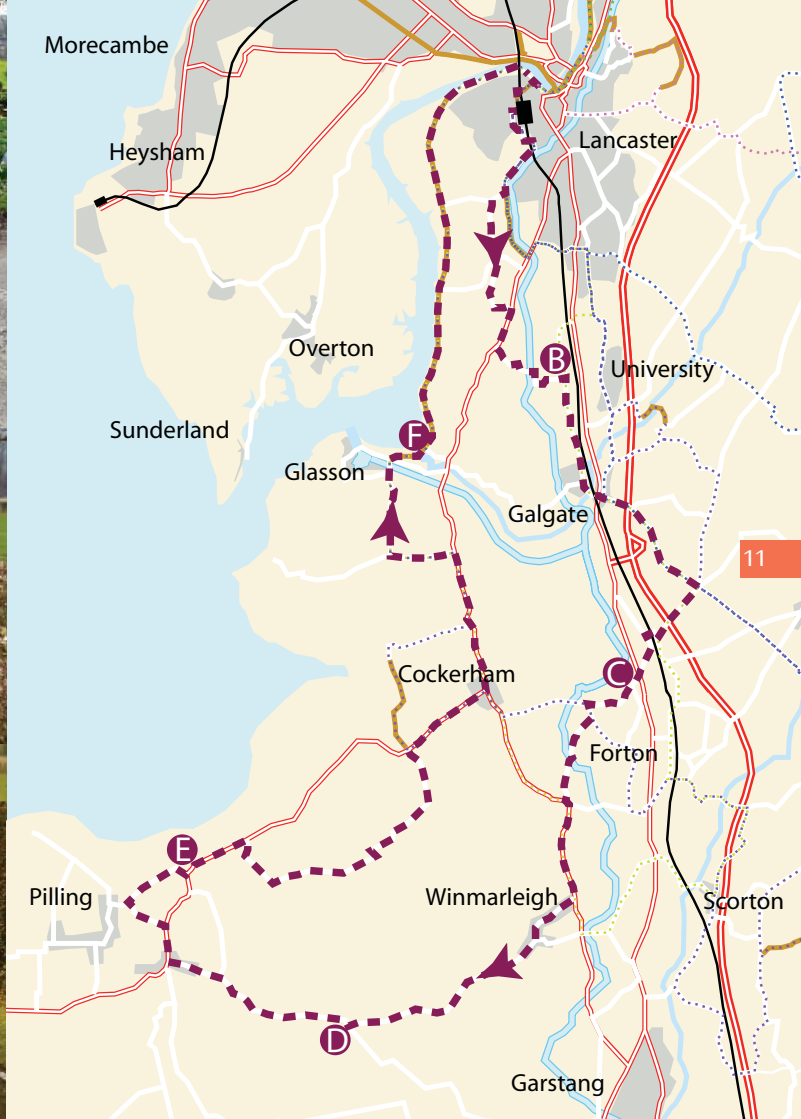 Morecambe
Lancaster
Heysham
Overton
B
University
Sunderland
F
Glasson
Galgate
11
Cockerham
C
Forton
E
Pilling
Winmarleigh
Scorton
D
Garstang